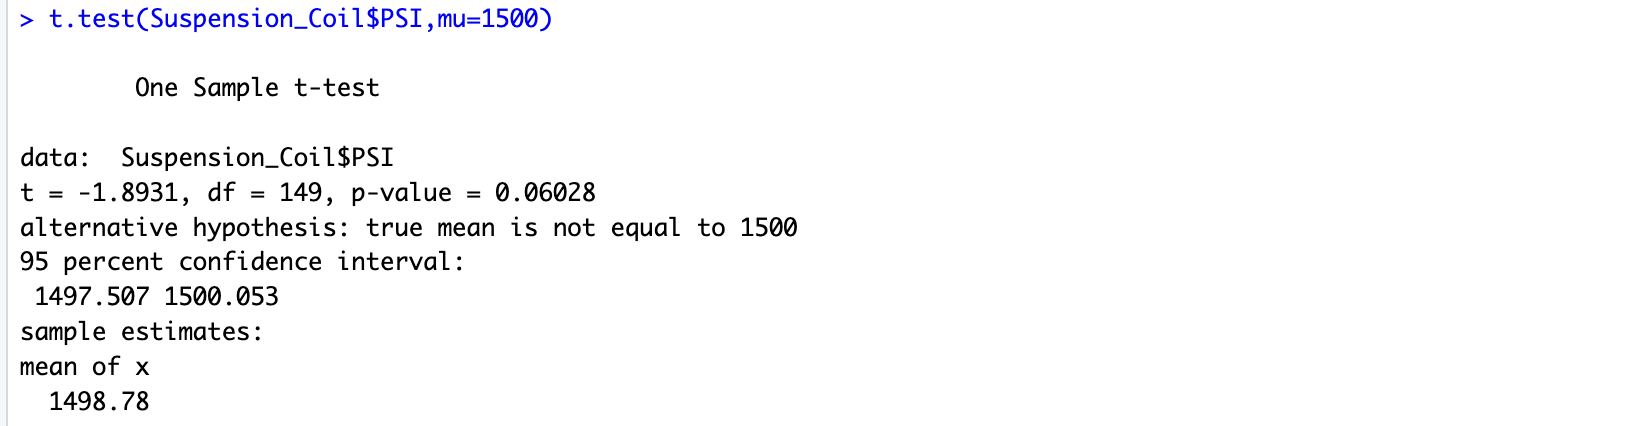 > t.test(Suspension_Coil$PSI,mu=1500)
One Sample t-test
data:  Suspension_Coil$PSI
t = -1.8931, df = 149, p-value = 0.06028
alternative hypothesis: true mean is not equal to 1500
95 percent confidence interval:
1497.507 1500.053
sample estimates:
mean of x
1498.78